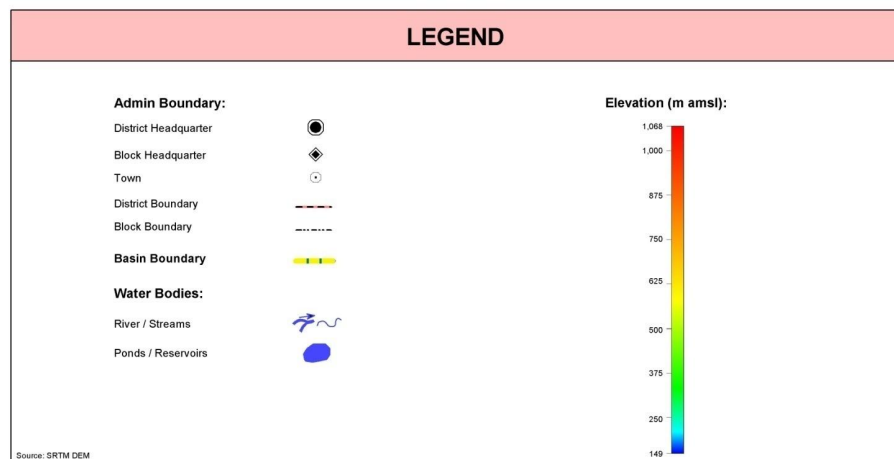 LEGEND
Admin Boundary:
District Headquarter
Block Headquarter
Town
District Boundary
Block Boundary
Basin Boundary
Water Bodies:
River / Streams
Ponds / Reservoirs
Elevation (m amsl):
1,068
1,000
875
750
625
500
375
250
149
Source: SRTM DEM